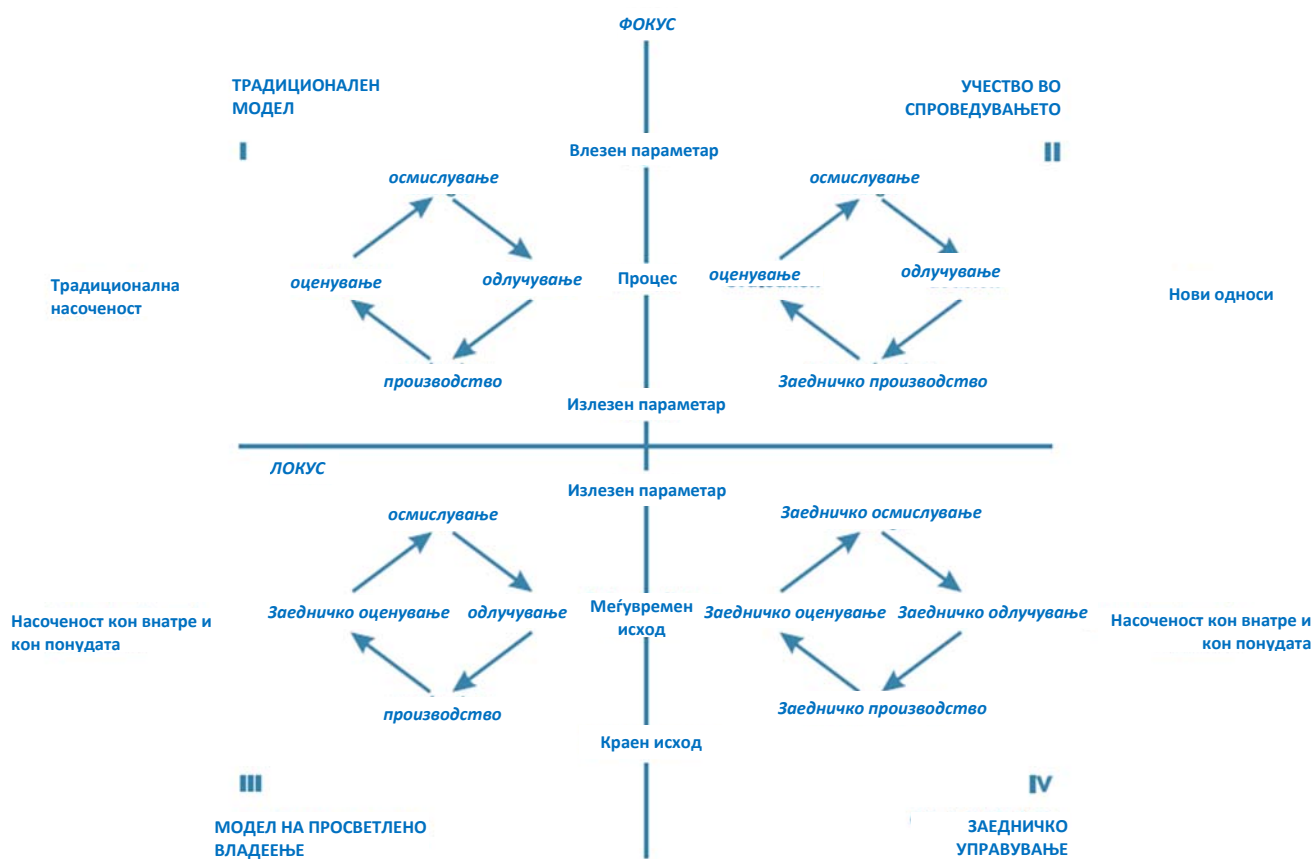 ФОКУС
ТРАДИЦИОНАЛЕН
МОДЕЛ
УЧЕСТВО ВО
СПРОВЕДУВАЊЕТО
I
Влезен параметар
II
осмислување
осмислување
Традиционална
насоченост
оценување
одлучување
Процес
оценување
одлучување
Нови односи
производство
Заедничко производство
Излезен параметар
ЛОКУС
Излезен параметар
осмислување
Заедничко осмислување
Насоченост кон внатре и
кон понудата
Заедничко оценување
одлучување
Меѓувремен
исход
Заедничко оценување
Заедничко одлучување
Насоченост кон внатре и
кон понудата
производство
Заедничко производство
Краен исход
III
IV
МОДЕЛ НА ПРОСВЕТЛЕНО
ВЛАДЕЕЊЕ
ЗАЕДНИЧКО
УПРАВУВАЊЕ